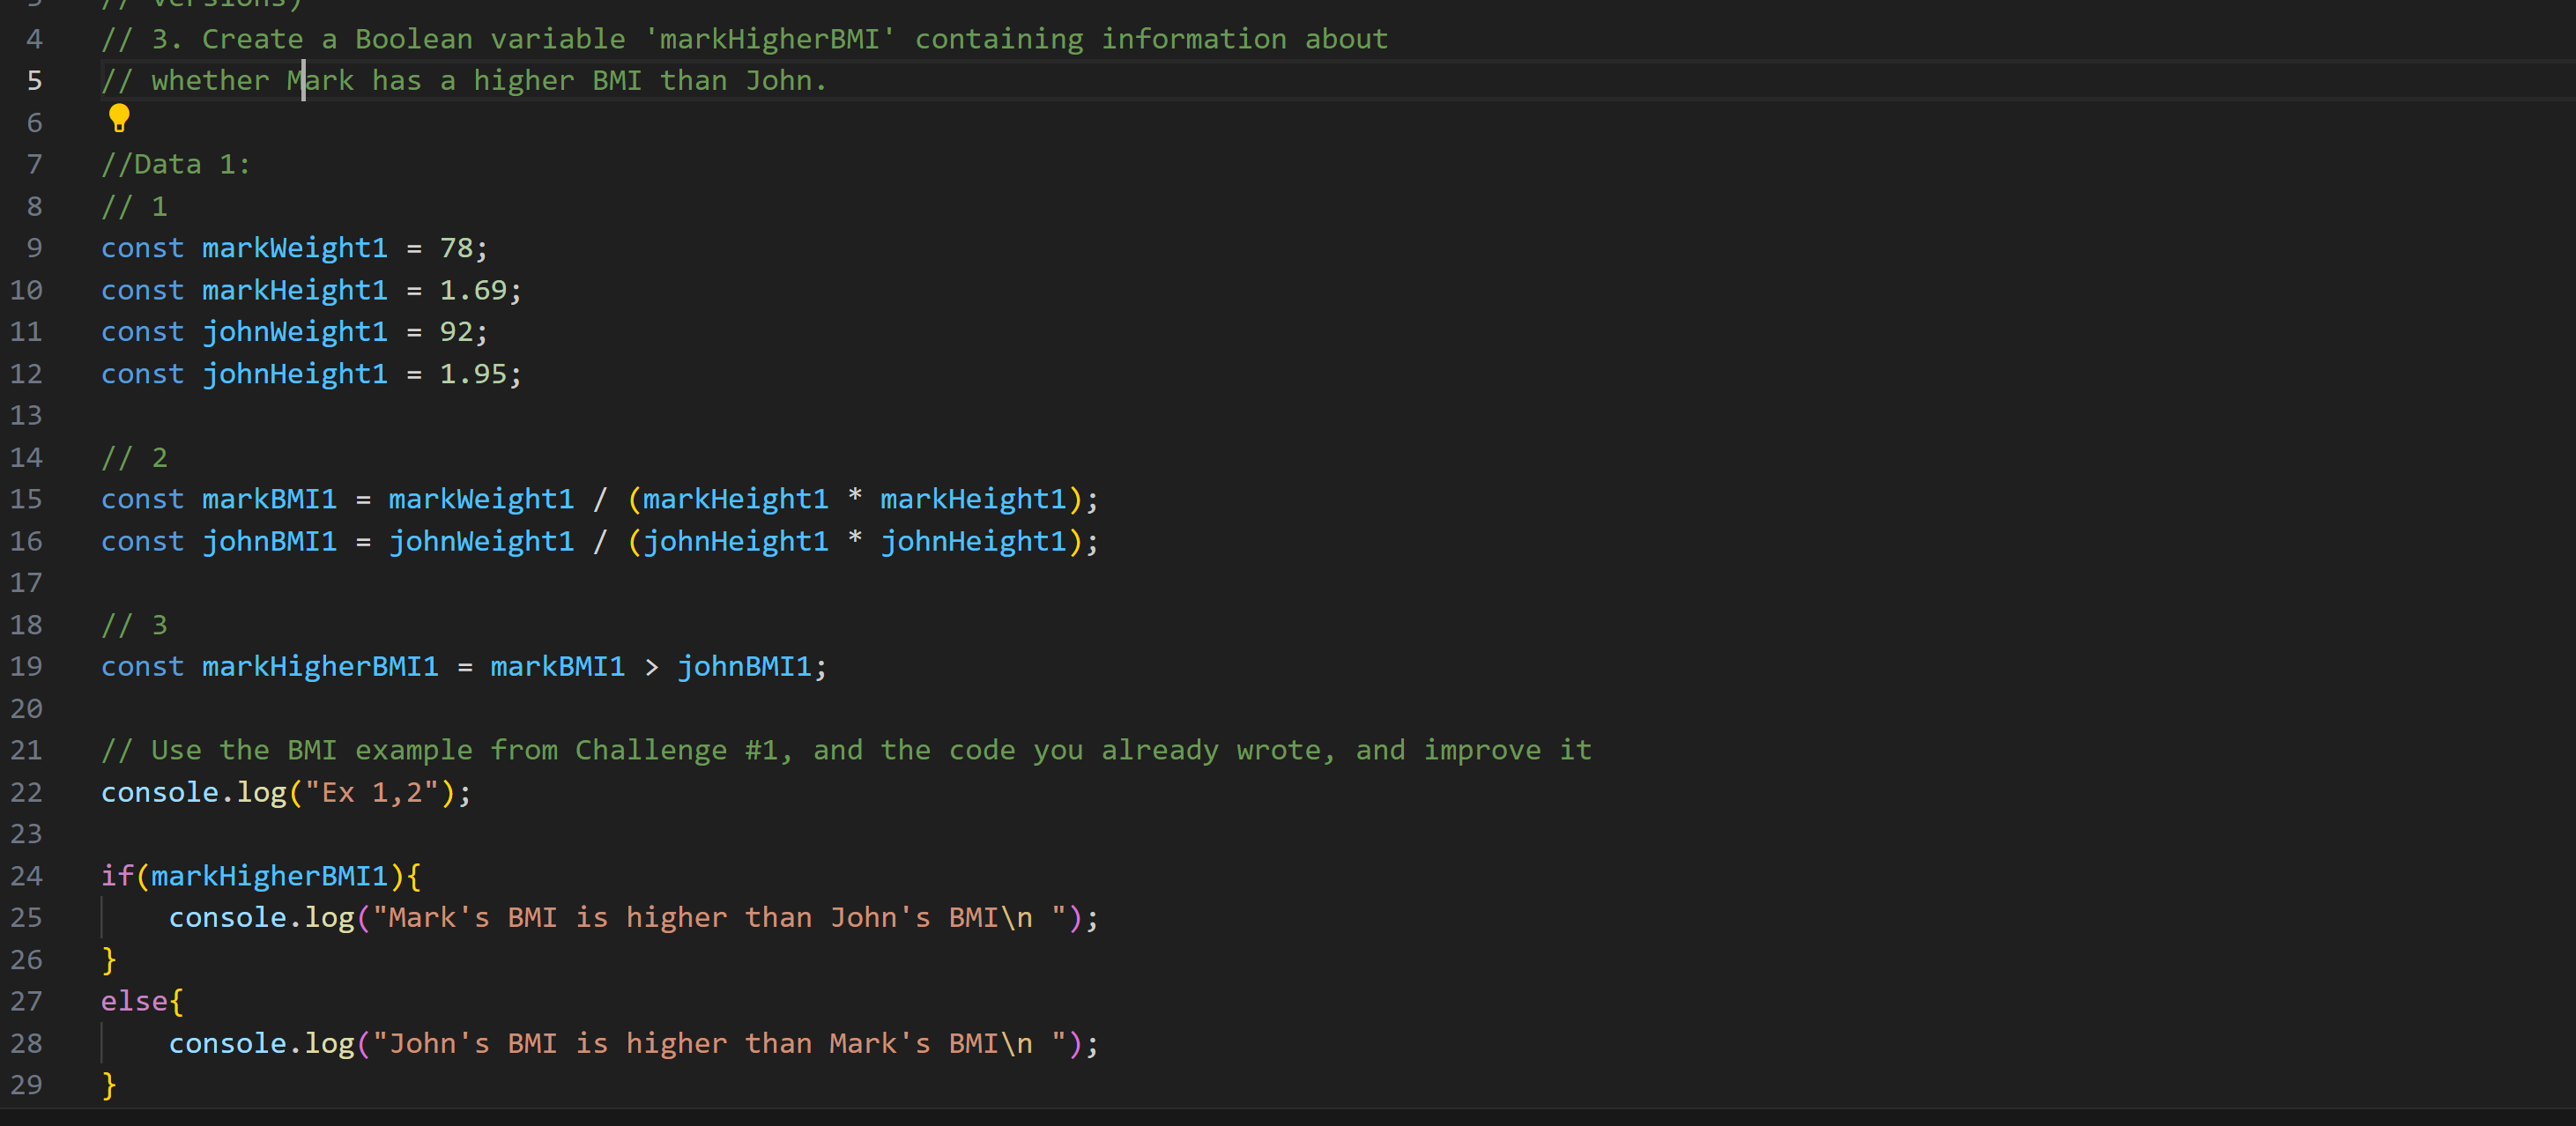 3 // versions)
4 // 3. Create a Boolean variable 'markHigherBMI' containing information about
5 // whether Mark has a higher BMI than John.
6
7 //Data 1:
8 // 1
9 const markWeight1 = 78;
10 const markHeight1 = 1.69;
11 const johnWeight1 = 92;
12 const johnHeight1 = 1.95;
13
14 // 2
15 const markBMI1 = markWeight1 / (markHeight1 * markHeight1);
16 const johnBMI1 = johnWeight1 / (johnHeight1 * johnHeight1);
17
18 // 3
19 const markHigherBMI1 = markBMI1 > johnBMI1;
20
21 // Use the BMI example from Challenge #1, and the code you already wrote, and improve it
22 console.log("Ex 1,2");
23
24 if(markHigherBMI1){
25     console.log("Mark's BMI is higher than John's BMI\n ");
26 }
27 else{
28     console.log("John's BMI is higher than Mark's BMI\n ");
29 }